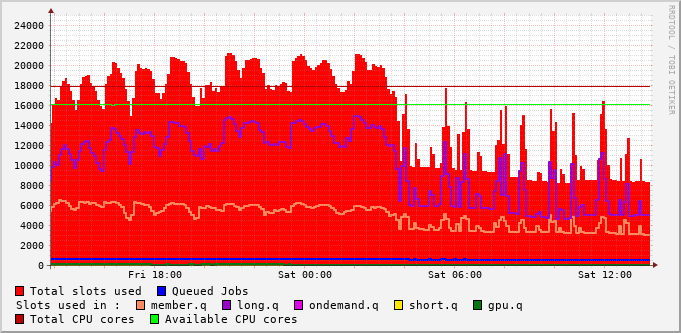 24000
22000
20000
18000
16000
14000
12000
10000
8000
6000
4000
2000
0
Fri 18:00 Sat 00:00 Sat 06:00 Sat 12:00
Total slots used Queued Jobs
Slots used in : member.q long.q ondemand.q short.q gpu.q
Total CPU cores Available CPU cores
RRDTOOL / TOBI OETIKER